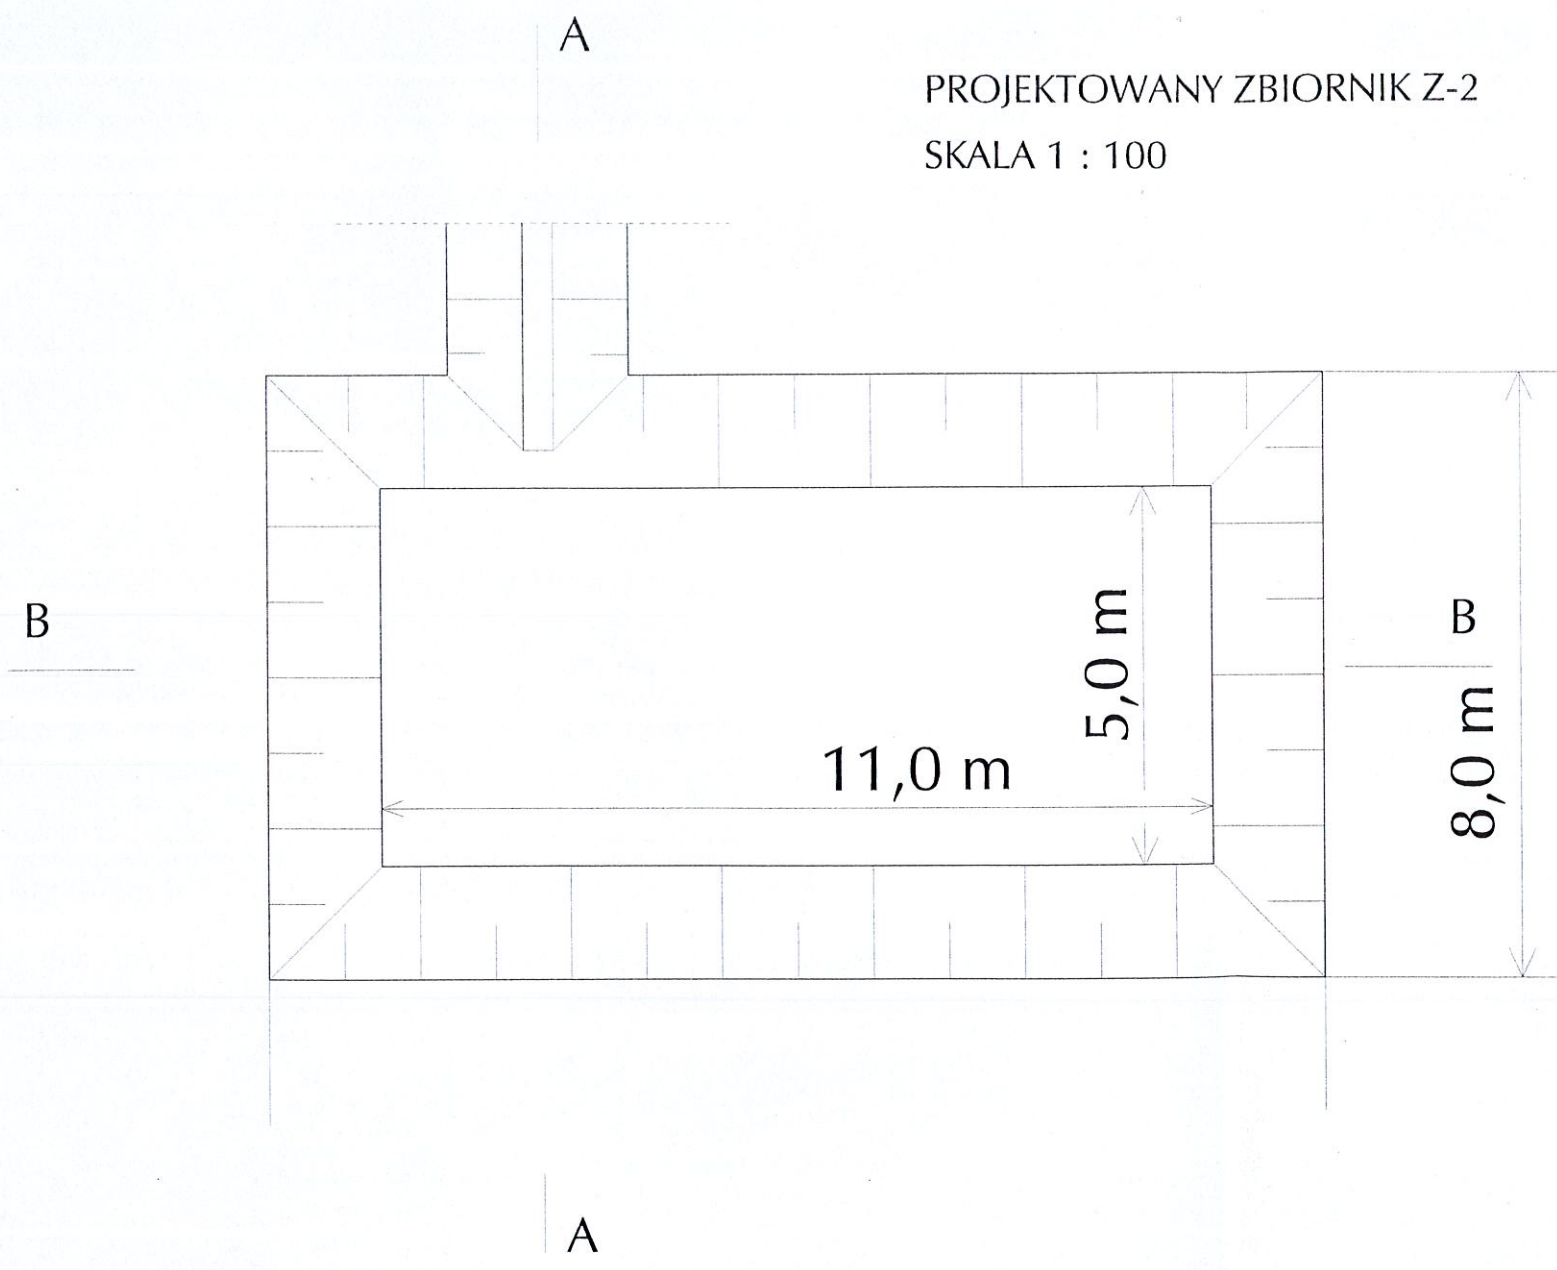 A
PROJEKTOWANY ZBIORNIK Z-2
SKALA 1 : 100
B
B
5,0 m
11,0 m
8,0 m
A